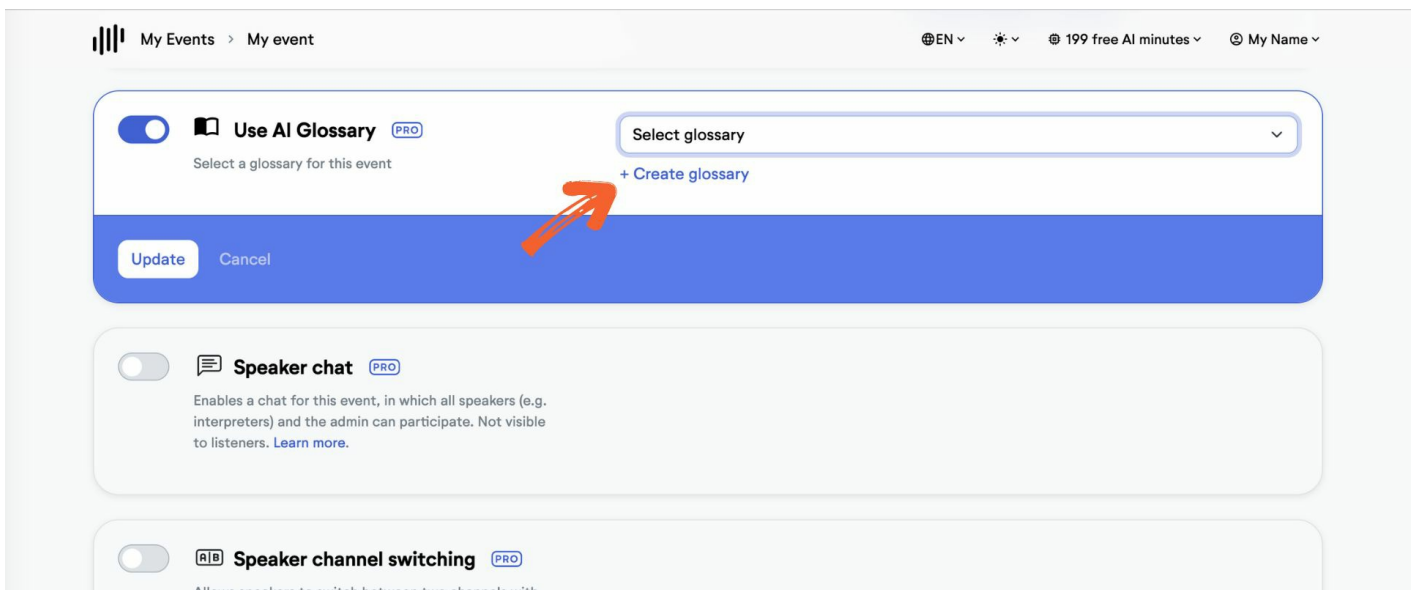 My Events > My event
EN
199 free AI minutes
My Name
Use AI Glossary PRO
Select a glossary for this event
Select glossary
+ Create glossary
Update
Cancel
Speaker chat PRO
Enables a chat for this event, in which all speakers (e.g.
interpreters) and the admin can participate. Not visible
to listeners. Learn more.
A|B Speaker channel switching PRO